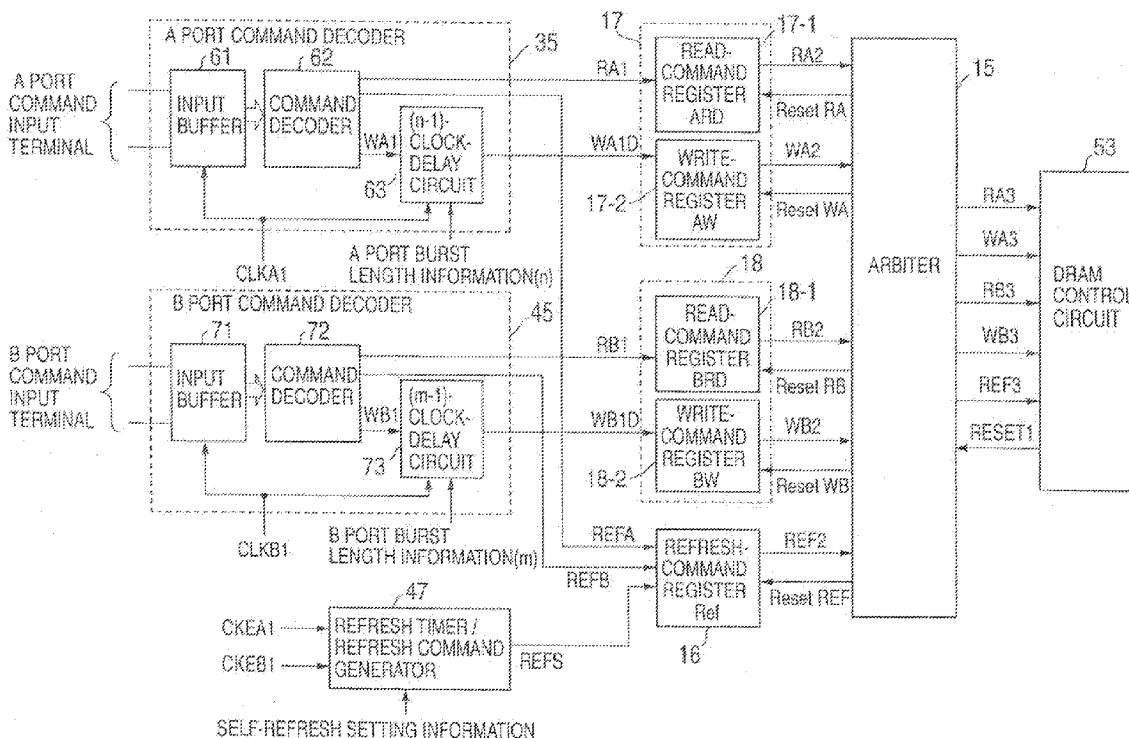 A PORT COMMAND DECODER
61
62
35
A PORT
COMMAND
INPUT
TERMINAL
INPUT
BUFFER
COMMAND
DECODER
WA1
(n-1)-
CLOCK-
DELAY
CIRCUIT
63
CLKA1
A PORT BURST
LENGTH INFORMATION(n)
RA1
WA1D
17
17-1
READ-
COMMAND
REGISTER
ARD
RA2
Reset RA
WRITE-
COMMAND
REGISTER
AW
17-2
WA2
Reset WA
15
ARBITER
53
RA3
WA3
RB3
WB3
REF3
RESET1
DRAM
CONTROL
CIRCUIT
B PORT COMMAND DECODER
71
72
45
B PORT
COMMAND
INPUT
TERMINAL
INPUT
BUFFER
COMMAND
DECODER
WB1
(m-1)-
CLOCK-
DELAY
CIRCUIT
73
CLKB1
B PORT BURST
LENGTH INFORMATION(m)
RB1
WB1D
18
18-1
READ-
COMMAND
REGISTER
BRD
RB2
Reset RB
WRITE-
COMMAND
REGISTER
BW
18-2
WB2
Reset WB
REFA
REFB
REFRESH-
COMMAND
REGISTER
Ref
REF2
Reset REF
16
47
CKEA1
CKEB1
REFRESH TIMER /
REFRESH COMMAND
GENERATOR
REFS
SELF-REFRESH SETTING INFORMATION